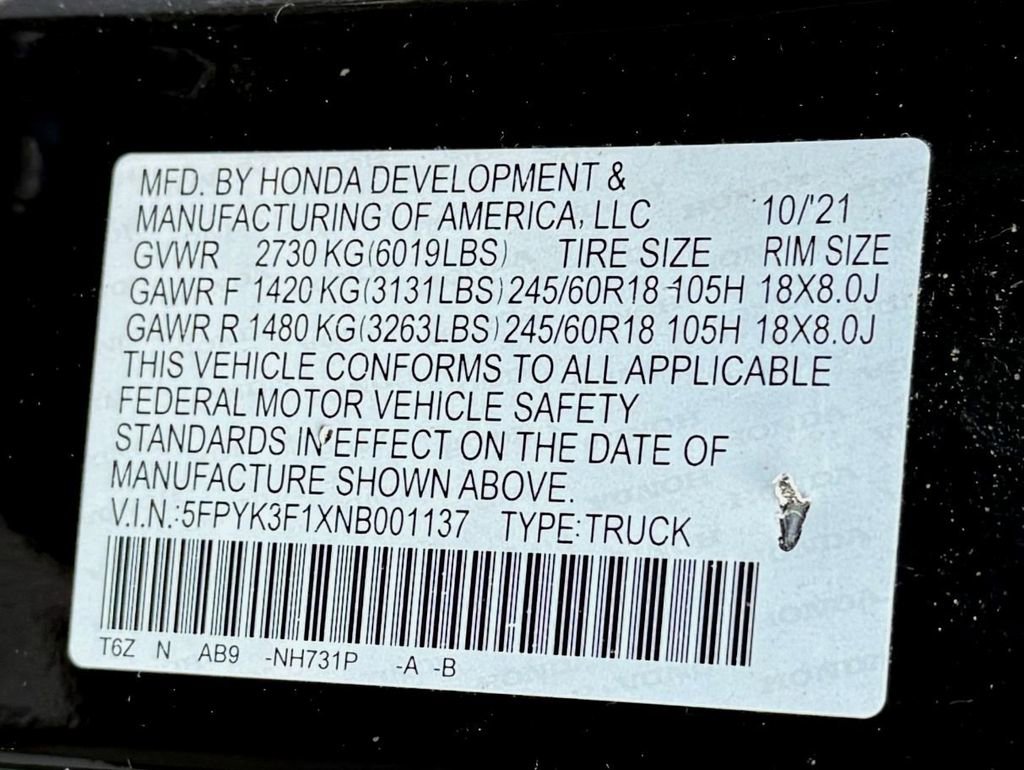 MFD. BY HONDA DEVELOPMENT &
MANUFACTURING OF AMERICA, LLC 10/'21
GVWR 2730 KG(6019LBS) TIRE SIZE RIM SIZE
GAWR F 1420 KG(3131LBS) 245/60R18 105H 18X8.0J
GAWR R 1480 KG(3263LBS) 245/60R18 105H 18X8.0J
THIS VEHICLE CONFORMS TO ALL APPLICABLE
FEDERAL MOTOR VEHICLE SAFETY
STANDARDS IN EFFECT ON THE DATE OF
MANUFACTURE SHOWN ABOVE.
V.I.N.:5FPYK3F1XNB001137 TYPE:TRUCK
T6Z N AB9 -NH731P -A -B